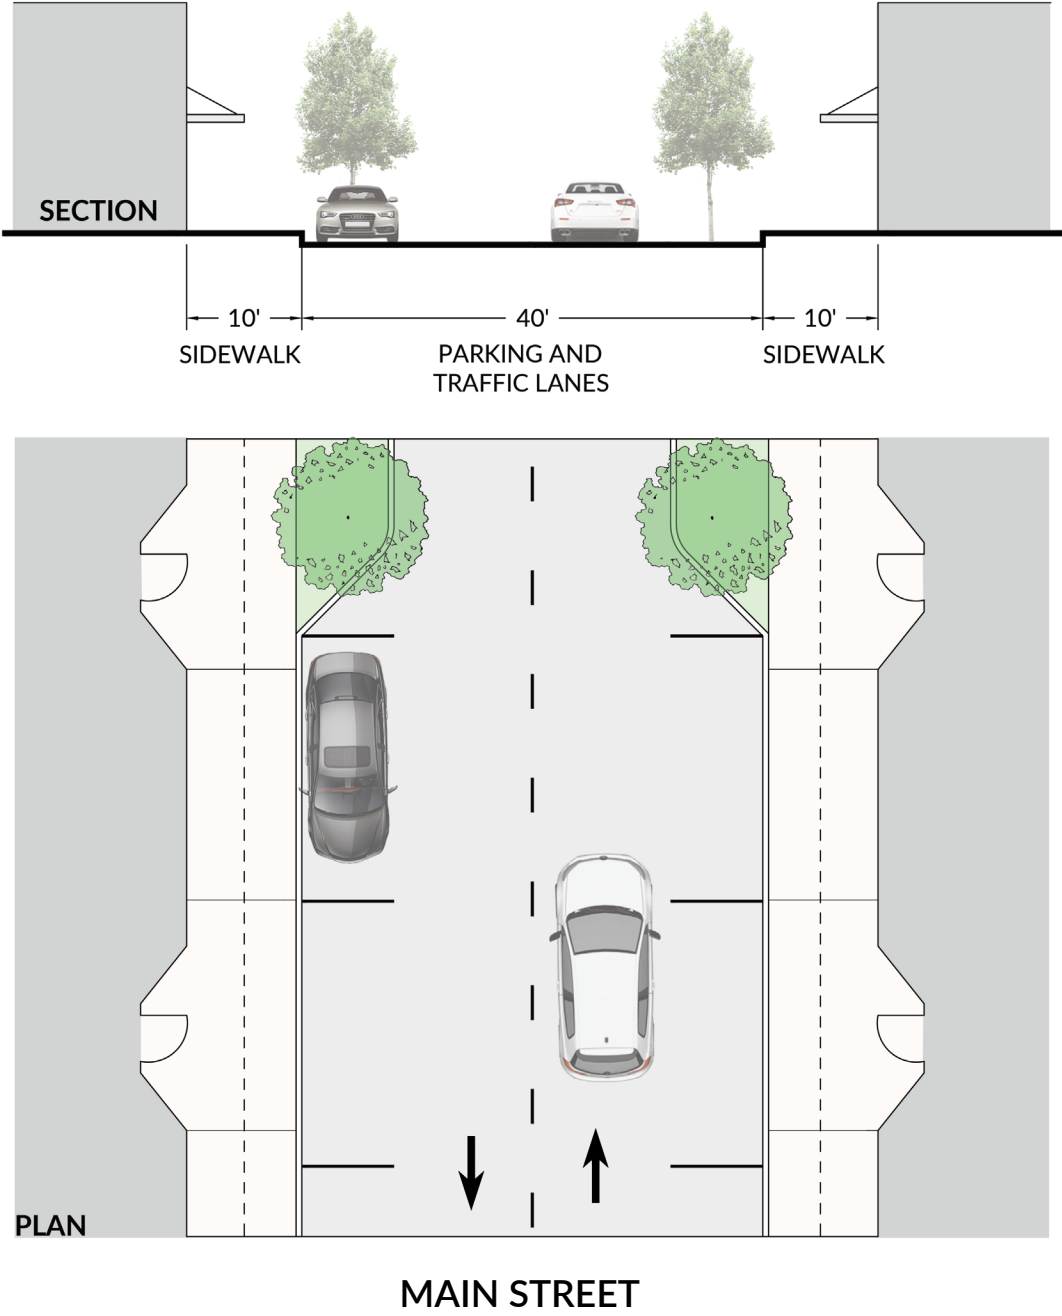 SECTION
10'
40'
10'
SIDEWALK
PARKING AND
TRAFFIC LANES
SIDEWALK
PLAN
MAIN STREET